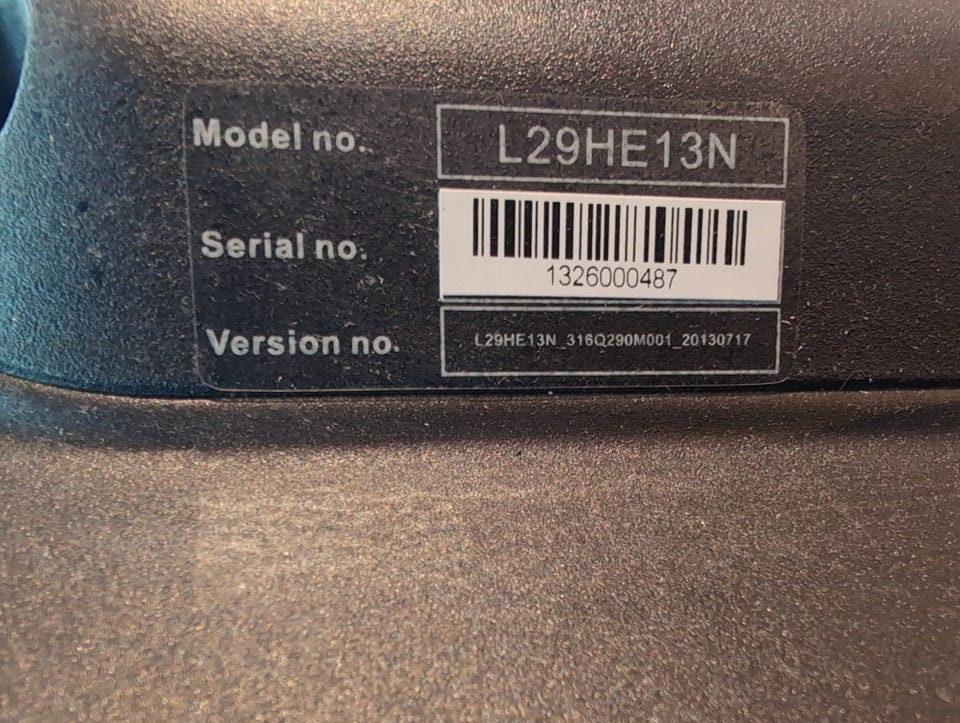 Model no. L29HE13N
Serial no. 1326000487
Version no. L29HE13N_316Q290M001_20130717